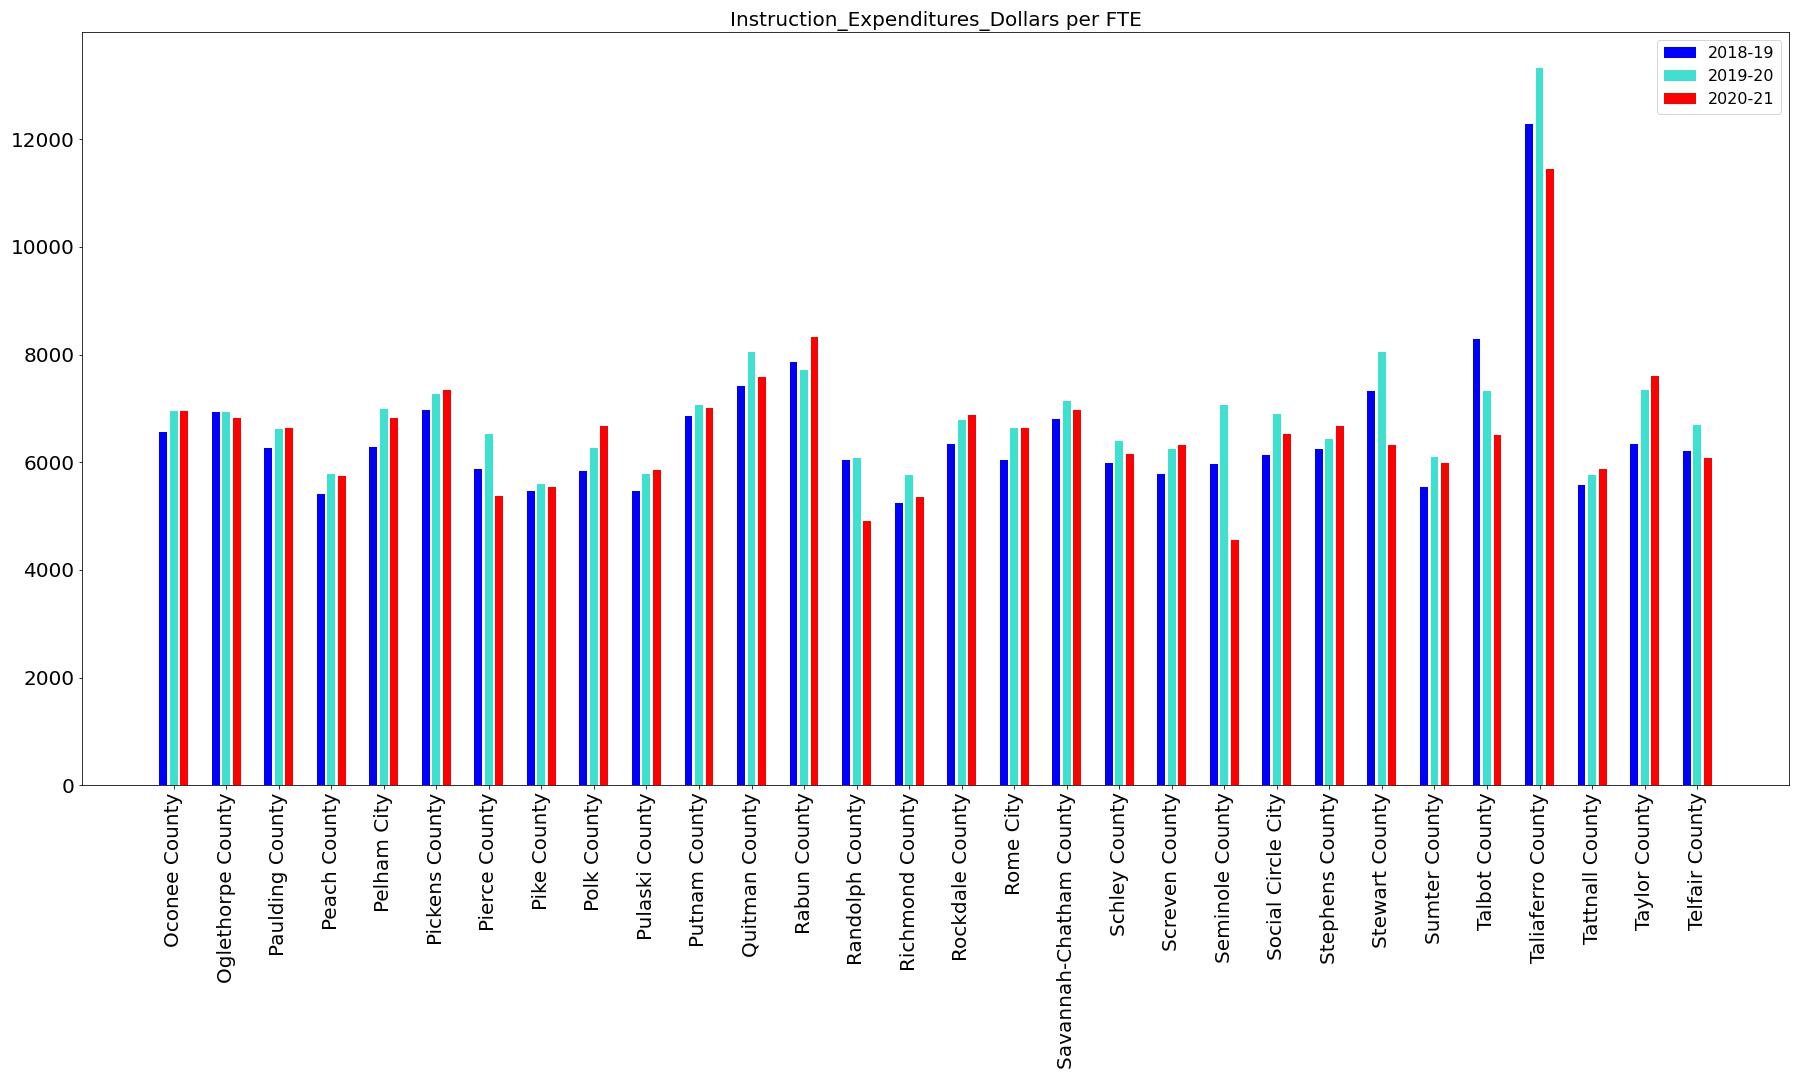 Instruction_Expenditures_Dollars per FTE
2018-19
2019-20
2020-21
12000
10000
8000
6000
4000
2000
0
Oconee County
Oglethorpe County
Paulding County
Peach County
Pelham City
Pickens County
Pierce County
Pike County
Polk County
Pulaski County
Putnam County
Quitman County
Rabun County
Randolph County
Richmond County
Rockdale County
Rome City
Savannah-Chatham County
Schley County
Screven County
Seminole County
Social Circle City
Stephens County
Stewart County
Sumter County
Talbot County
Taliaferro County
Tattnall County
Taylor County
Telfair County